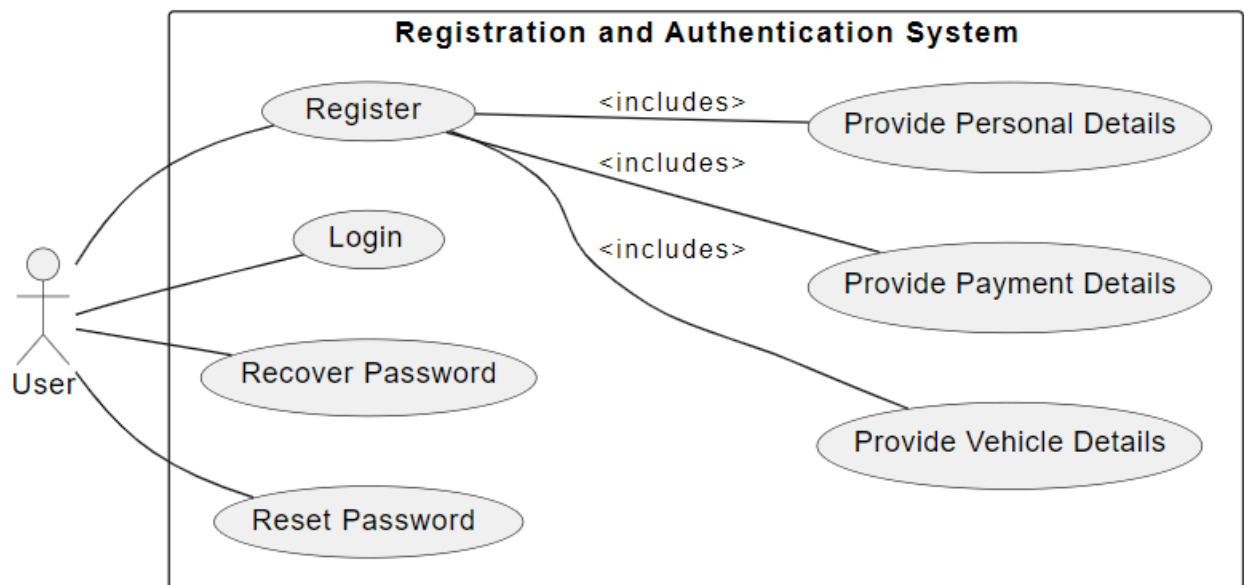 Registration and Authentication System
Register
<includes>
Provide Personal Details
<includes>
Login
<includes>
Provide Payment Details
User
Recover Password
Provide Vehicle Details
Reset Password